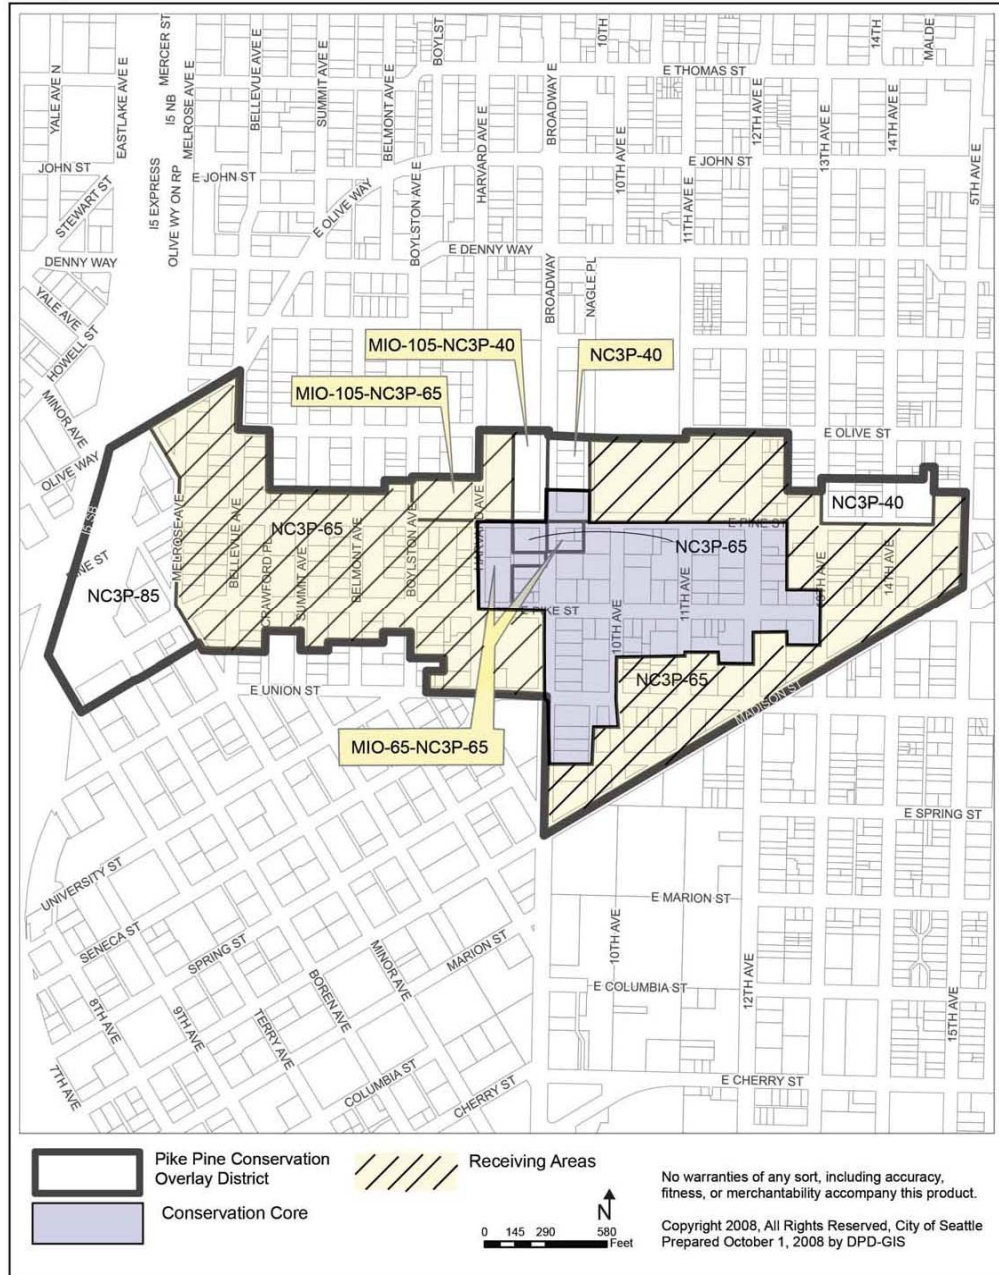 BOYLST
10TH
14TH
MALDE
MERCER ST
YALE AVE N
EASTLAKE AVE E
I5 NB
MELROSE AVE E
BELLEVUE AVE E
SUMMIT AVE E
BELMONT AVE E
BROADWAY E
E THOMAS ST
12TH AVE E
13TH AVE E
14TH AVE E
JOHN ST
STEWART ST
I5 EXPRESS
OLIVE WY ON RP
E JOHN ST
E OLIVE WAY
BOYLSTON AVE E
HARVARD AVE E
10TH AVE E
11TH AVE E
E JOHN ST
5TH AVE E
DENNY WAY
E DENNY WAY
YALE AVE
HOWELL ST
BROADWAY
NAGLE PL
MIO-105-NC3P-40
NC3P-40
MIO-105-NC3P-65
MINOR AVE
OLIVE WAY
E OLIVE ST
I5 SB
INE ST
NC3P-85
MELROSE AVE
BELLEVUE AVE
CRAWFORD PL
SUMMIT AVE
NC3P-65
BELMONT AVE
BOYLSTON AVE
HARVA D AVE
E PINE ST
NC3P-40
NC3P-65
E PIKE ST
10TH AVE
11TH AVE
14TH AVE
NC3P-65
MADISON ST
E UNION ST
MIO-65-NC3P-65
E SPRING ST
UNIVERSITY ST
SENECA ST
SPRING ST
MARION ST
E MARION ST
MINOR AVE
BOREN AVE
TERRY AVE
9TH AVE
8TH AVE
7TH AVE
10TH AVE
12TH AVE
15TH AVE
E COLUMBIA ST
COLUMBIA ST
CHERRY ST
E CHERRY ST
Pike Pine Conservation
Overlay District
Conservation Core
Receiving Areas
N
0 145 290 580
Feet
No warranties of any sort, including accuracy,
fitness, or merchantability accompany this product.
Copyright 2008, All Rights Reserved, City of Seattle
Prepared October 1, 2008 by DPD-GIS